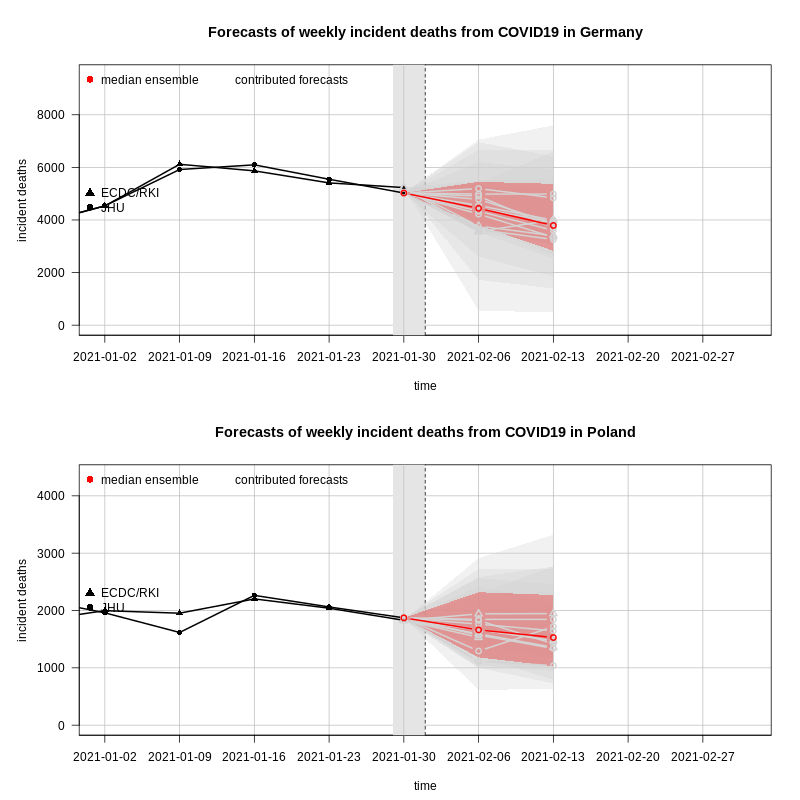 Forecasts of weekly incident deaths from COVID19 in Germany
median ensemble contributed forecasts
8000
6000
ECDC/RKI
JHU
4000
2000
0
incident deaths
2021-01-02 2021-01-09 2021-01-16 2021-01-23 2021-01-30 2021-02-06 2021-02-13 2021-02-20 2021-02-27
time
Forecasts of weekly incident deaths from COVID19 in Poland
median ensemble contributed forecasts
4000
3000
ECDC/RKI
JHU
2000
1000
0
incident deaths
2021-01-02 2021-01-09 2021-01-16 2021-01-23 2021-01-30 2021-02-06 2021-02-13 2021-02-20 2021-02-27
time